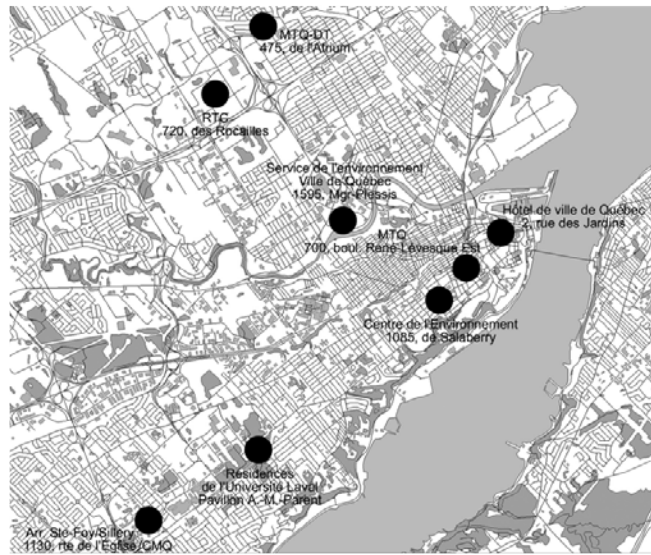 MTQ-DT
475, de l'Atrium
RTC
720, des Rocailles
Service de l'environnement
Ville de Québec
1595, Mgr-Plessis
Hôtel de ville de Québec
2, rue des Jardins
MTQ
700, boul. René-Lévesque Est
Centre de l'Environnement
1085, de Salaberry
Résidences
de l'Université Laval
Pavillon A.-M.-Parent
Arr. Ste-Foy/Sillery
1130, rte de l'Église/CMQ